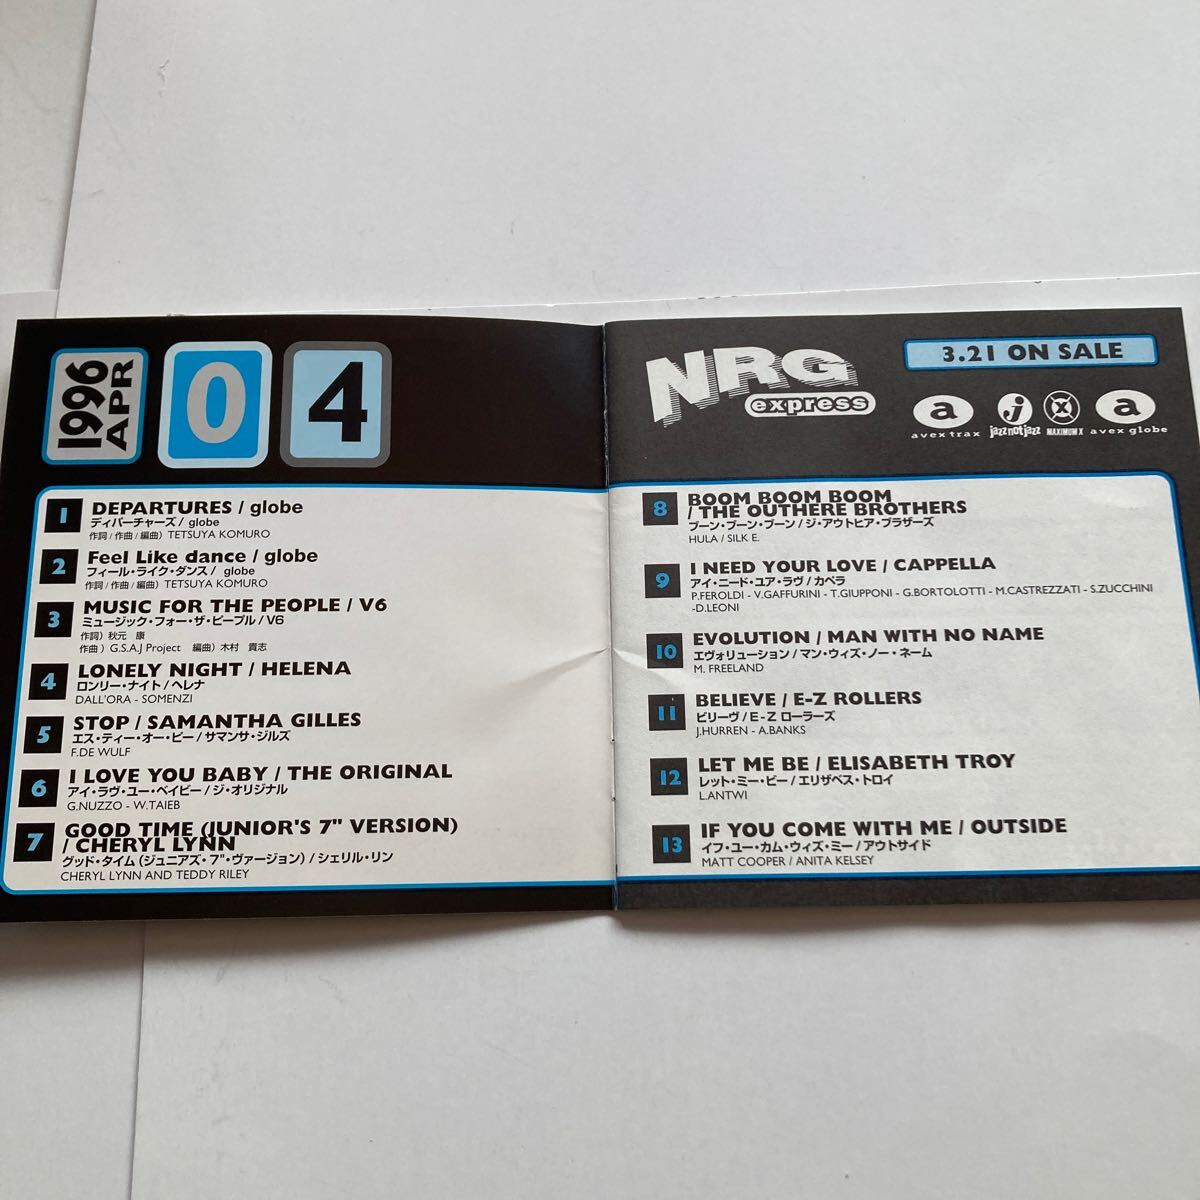 1996
APR
04
1 DEPARTURES / globe
ディパーチャーズ / globe
作詞 / 作曲 / 編曲) TETSUYA KOMURO
2 Feel Like dance / globe
フィール・ライク・ダンス / globe
作詞 / 作曲 / 編曲) TETSUYA KOMURO
3 MUSIC FOR THE PEOPLE / V6
ミュージック・フォー・ザ・ピープル / V6
作詞) 秋元 康
作曲) G.S.A.J Project 編曲) 木村 貴志
4 LONELY NIGHT / HELENA
ロンリー・ナイト / ヘレナ
DALL'ORA - SOMENZI
5 STOP / SAMANTHA GILLES
エス・ティー・オー・ピー / サマンサ・ジルズ
F.DE WULF
6 I LOVE YOU BABY / THE ORIGINAL
アイ・ラヴ・ユー・ベイビー / ジ・オリジナル
G.NUZZO - W.TAIEB
7 GOOD TIME (JUNIOR'S 7" VERSION)
/ CHERYL LYNN
グッド・タイム (ジュニアズ・7"・ヴァージョン) / シェリル・リン
CHERYL LYNN AND TEDDY RILEY
NRG
express
3.21 ON SALE
a j x a
avex trax jazz not jazz MAXIMUM X avex globe
8 BOOM BOOM BOOM
/ THE OUTHERE BROTHERS
ブーン・ブーン・ブーン / ジ・アウトヒア・ブラザーズ
HULA / SILK E.
9 I NEED YOUR LOVE / CAPPELLA
アイ・ニード・ユア・ラヴ / カペラ
P.FEROLDI - V.GAFFURINI - T.GIUPPONI - G.BORTOLOTTI - M.CASTREZZATI - S.ZUCCHINI
-D.LEONI
10 EVOLUTION / MAN WITH NO NAME
エヴォリューション / マン・ウィズ・ノー・ネーム
M. FREELAND
11 BELIEVE / E-Z ROLLERS
ビリーヴ / E-Z ローラーズ
J.HURREN - A.BANKS
12 LET ME BE / ELISABETH TROY
レット・ミー・ビー / エリザベス・トロイ
L.ANTWI
13 IF YOU COME WITH ME / OUTSIDE
イフ・ユー・カム・ウィズ・ミー / アウトサイド
MATT COOPER / ANITA KELSEY